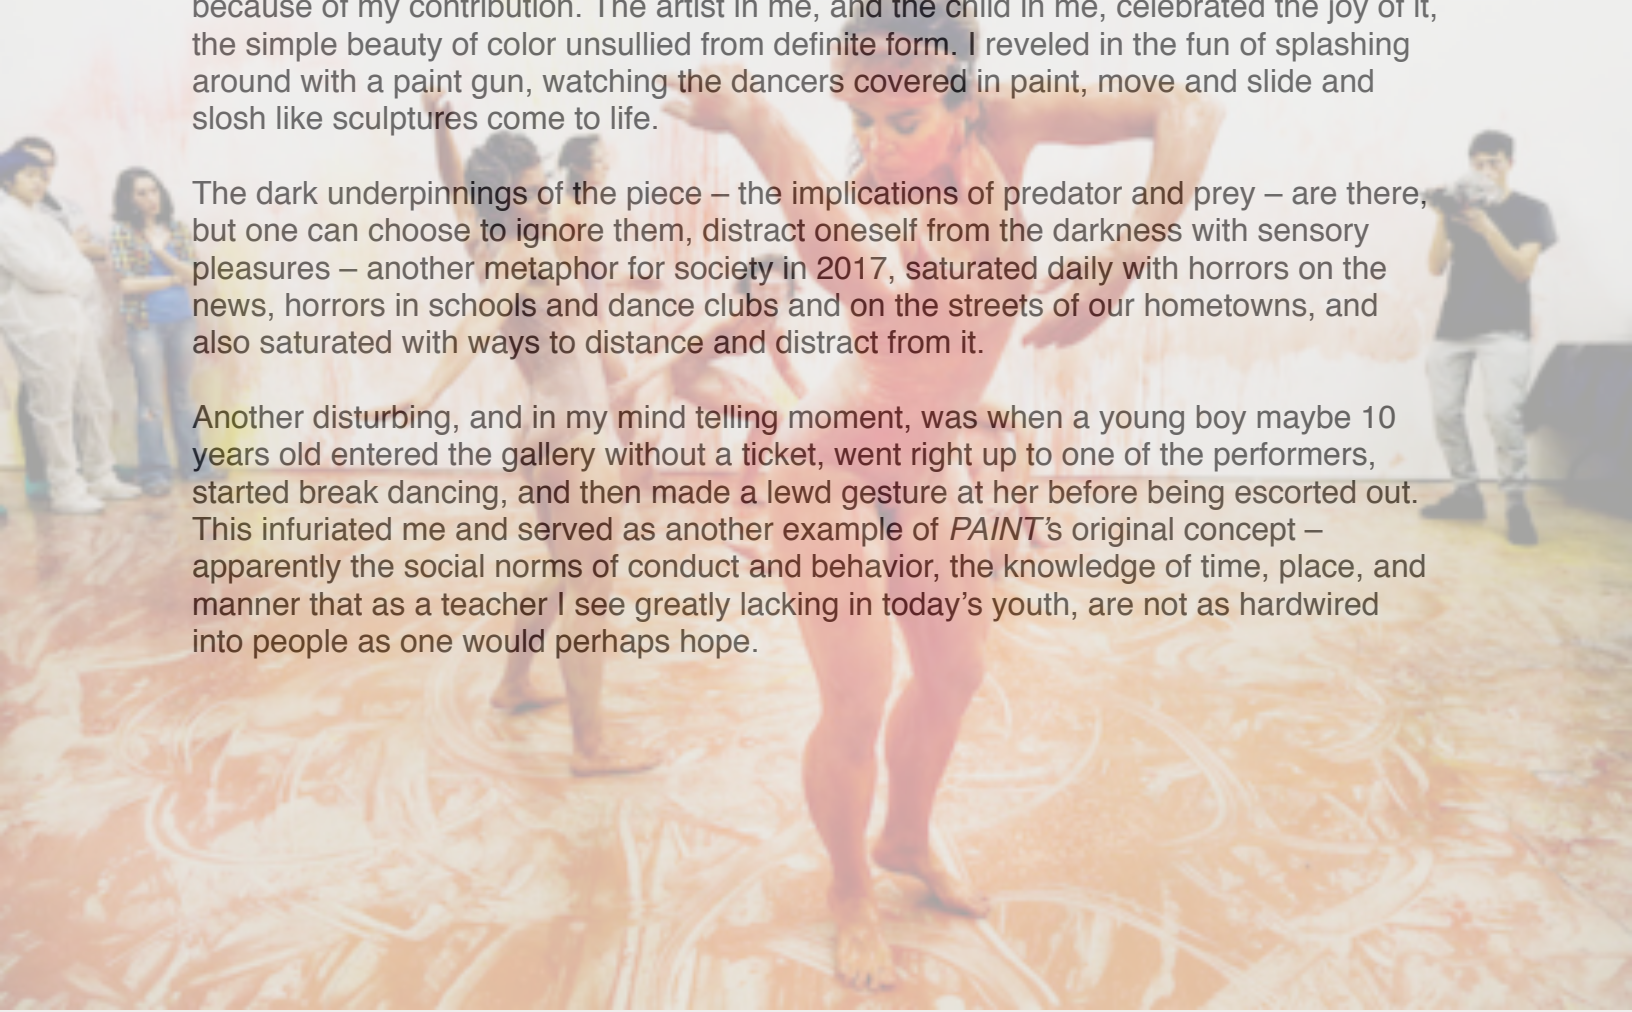 because of my contribution. The artist in me, and the child in me, celebrated the joy of it,
the simple beauty of color unsullied from definite form. I reveled in the fun of splashing
around with a paint gun, watching the dancers covered in paint, move and slide and
slosh like sculptures come to life.
The dark underpinnings of the piece – the implications of predator and prey – are there,
but one can choose to ignore them, distract oneself from the darkness with sensory
pleasures – another metaphor for society in 2017, saturated daily with horrors on the
news, horrors in schools and dance clubs and on the streets of our hometowns, and
also saturated with ways to distance and distract from it.
Another disturbing, and in my mind telling moment, was when a young boy maybe 10
years old entered the gallery without a ticket, went right up to one of the performers,
started break dancing, and then made a lewd gesture at her before being escorted out.
This infuriated me and served as another example of PAINT’s original concept –
apparently the social norms of conduct and behavior, the knowledge of time, place, and
manner that as a teacher I see greatly lacking in today’s youth, are not as hardwired
into people as one would perhaps hope.